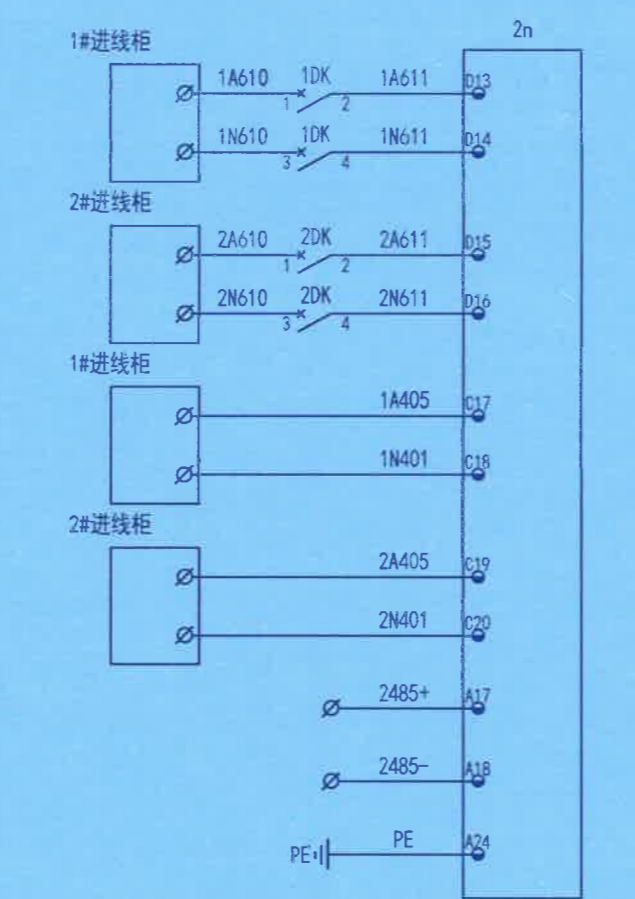 2n
1#进线柜
1A610 1DK 1A611 D13
1 2
1N610 1DK 1N611 D14
3 4
2#进线柜
2A610 2DK 2A611 D15
1 2
2N610 2DK 2N611 D16
3 4
1#进线柜
1A405 C17
1N401 C18
2#进线柜
2A405 C19
2N401 C20
2485+ A17
2485- A18
PE PE A24